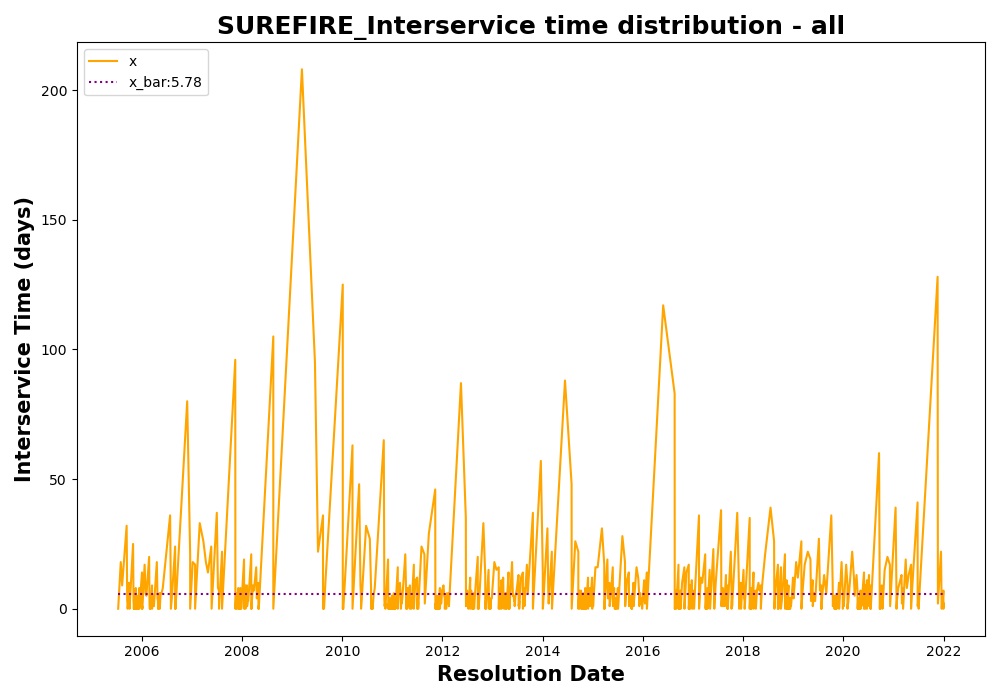 SUREFIRE_Interservice time distribution - all
x
x_bar:5.78
Interservice Time (days)
200
150
100
50
0
2006 2008 2010 2012 2014 2016 2018 2020 2022
Resolution Date